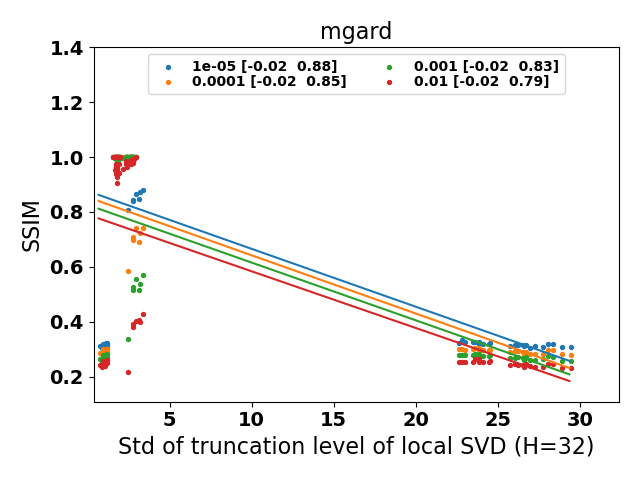 mgard
1.4
1e-05 [-0.02  0.88]
0.0001 [-0.02  0.85]
0.001 [-0.02  0.83]
0.01 [-0.02  0.79]
1.2
1.0
0.8
0.6
0.4
0.2
SSIM
5 10 15 20 25 30
Std of truncation level of local SVD (H=32)